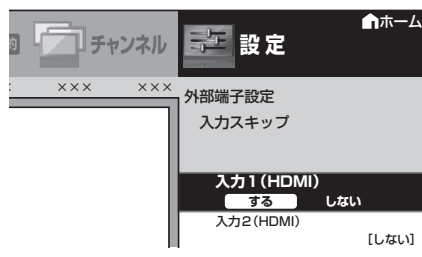 的
チャンネル
設定
ホーム
××× ×××
外部端子設定
入力スキップ
入力1(HDMI)
する しない
入力2(HDMI)
[しない]